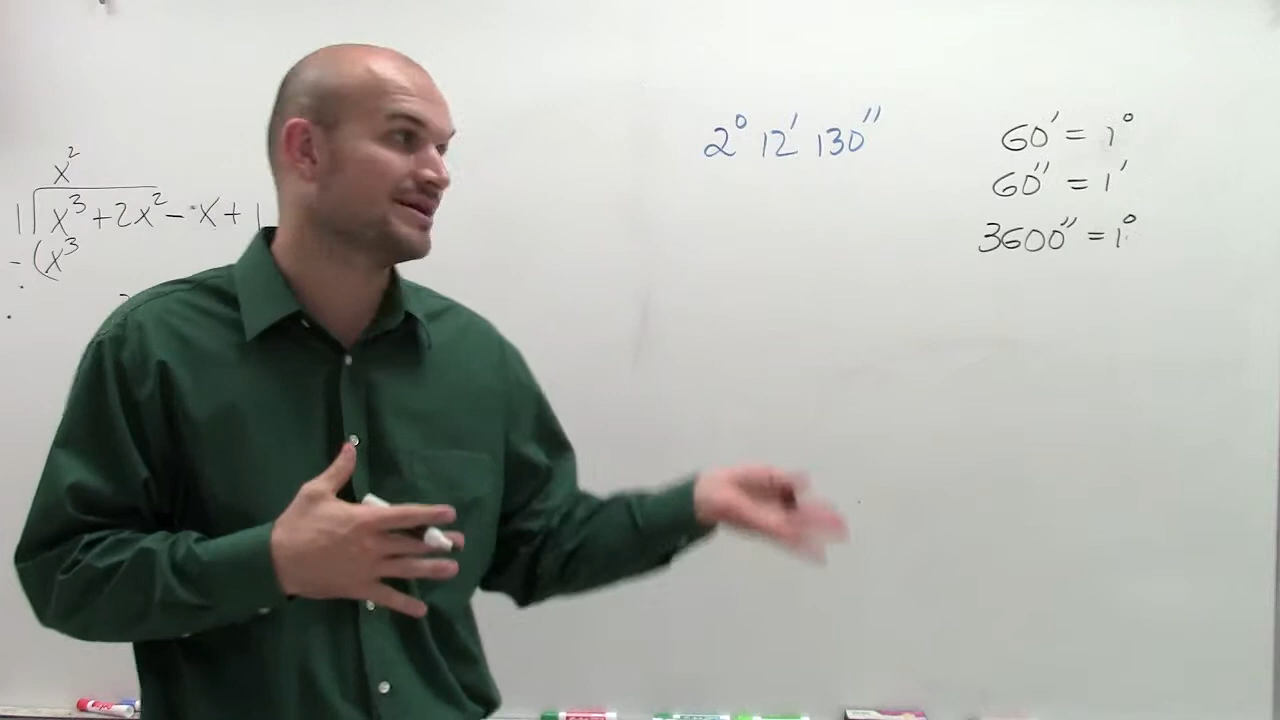 x²
1 x³ + 2x² - x + 1
- (x³
2° 12' 130''
60' = 1°
60'' = 1'
3600'' = 1°